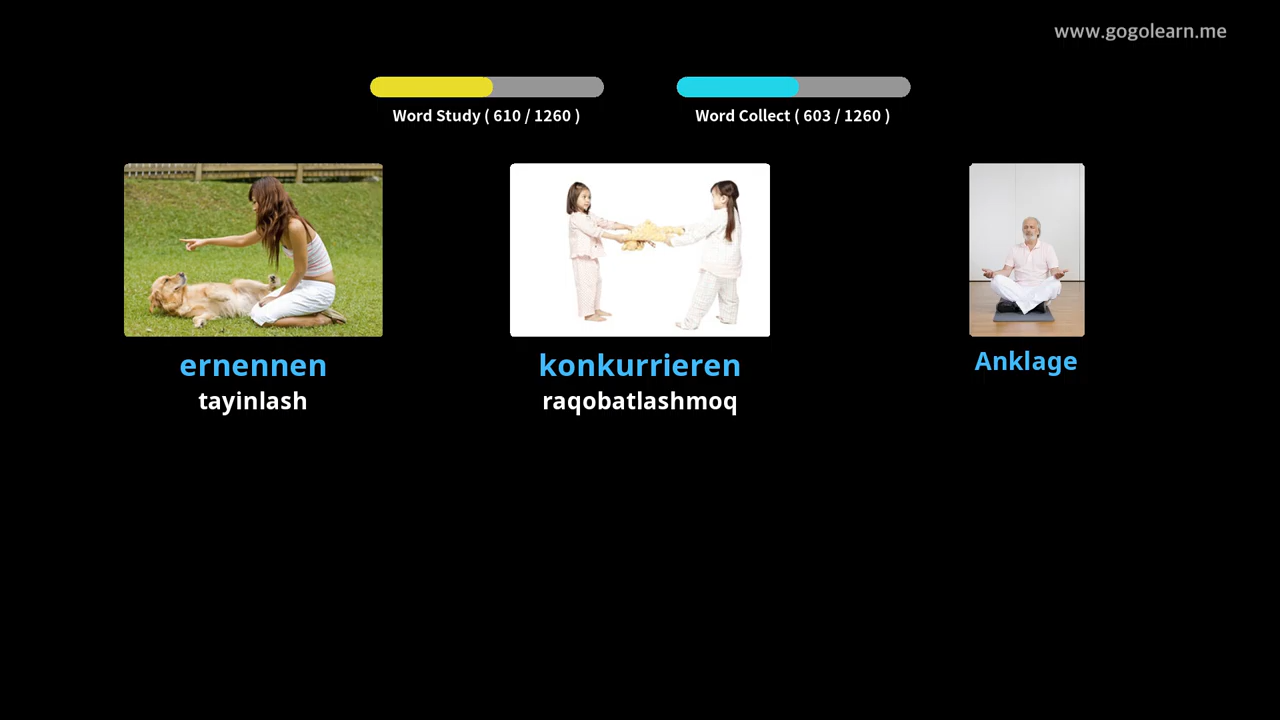 www.gogolearn.me
Word Study ( 610 / 1260 )
Word Collect ( 603 / 1260 )
ernennen
tayinlash
konkurrieren
raqobatlashmoq
Anklage